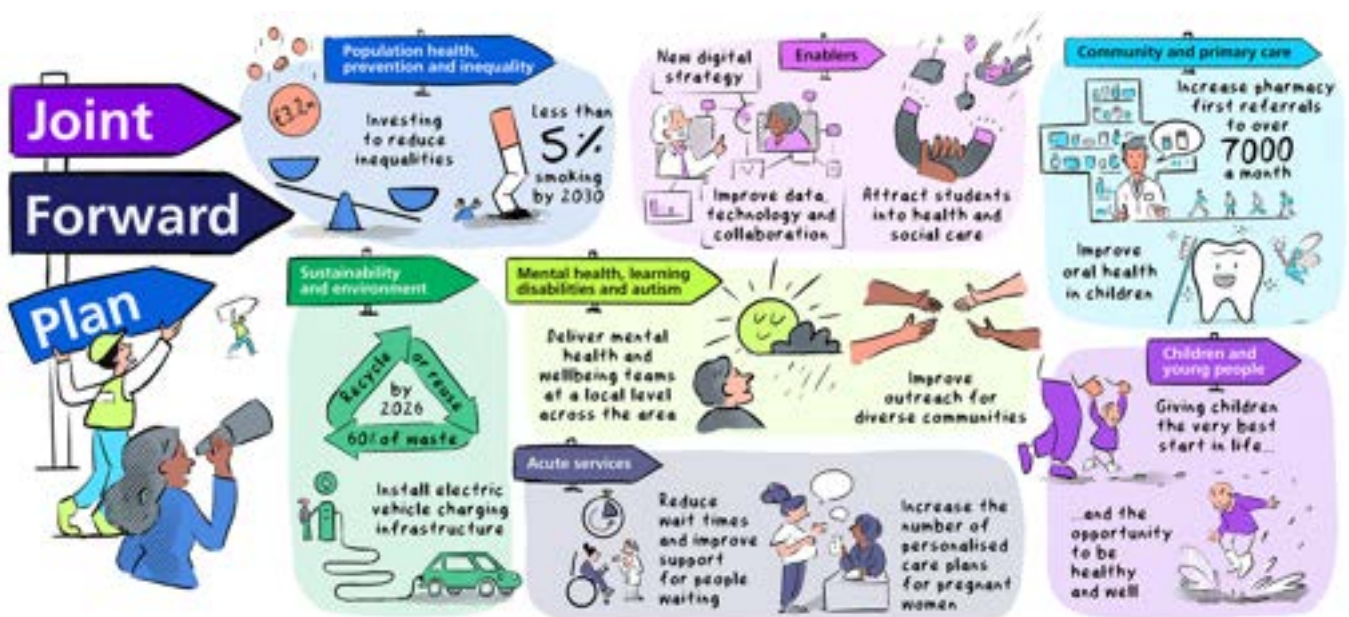 Joint
Forward
Plan
Population health,
prevention and inequality
£3.2m
Investing
to reduce
inequalities
Less than
5%
smoking
by 2030
Enablers
New digital
strategy
Improve data,
technology and
collaboration
Attract students
into health and
social care
Community and primary care
Increase pharmacy
first referrals
to over
7000
a month
Improve
oral health
in children
Sustainability
and environment
Recycle or reuse
60% of waste
by
2026
Install electric
vehicle charging
infrastructure
Mental health, learning
disabilities and autism
Deliver mental
health and
wellbeing teams
at a local level
across the area
Improve
outreach for
diverse communities
Acute services
Reduce
wait times
and improve
support
for people
waiting
Increase the
number of
personalised
care plans
for pregnant
women
Children and
young people
Giving children
the very best
start in life...
...and the
opportunity
to be
healthy
and well